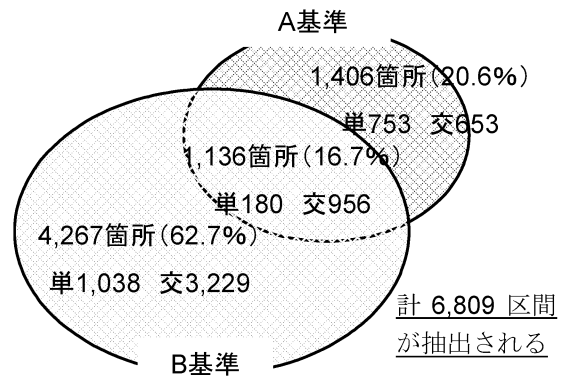 A基準
1,406箇所(20.6%)
単753 交653
1,136箇所(16.7%)
単180 交956
4,267箇所(62.7%)
単1,038 交3,229
計 6,809 区間
が抽出される
B基準